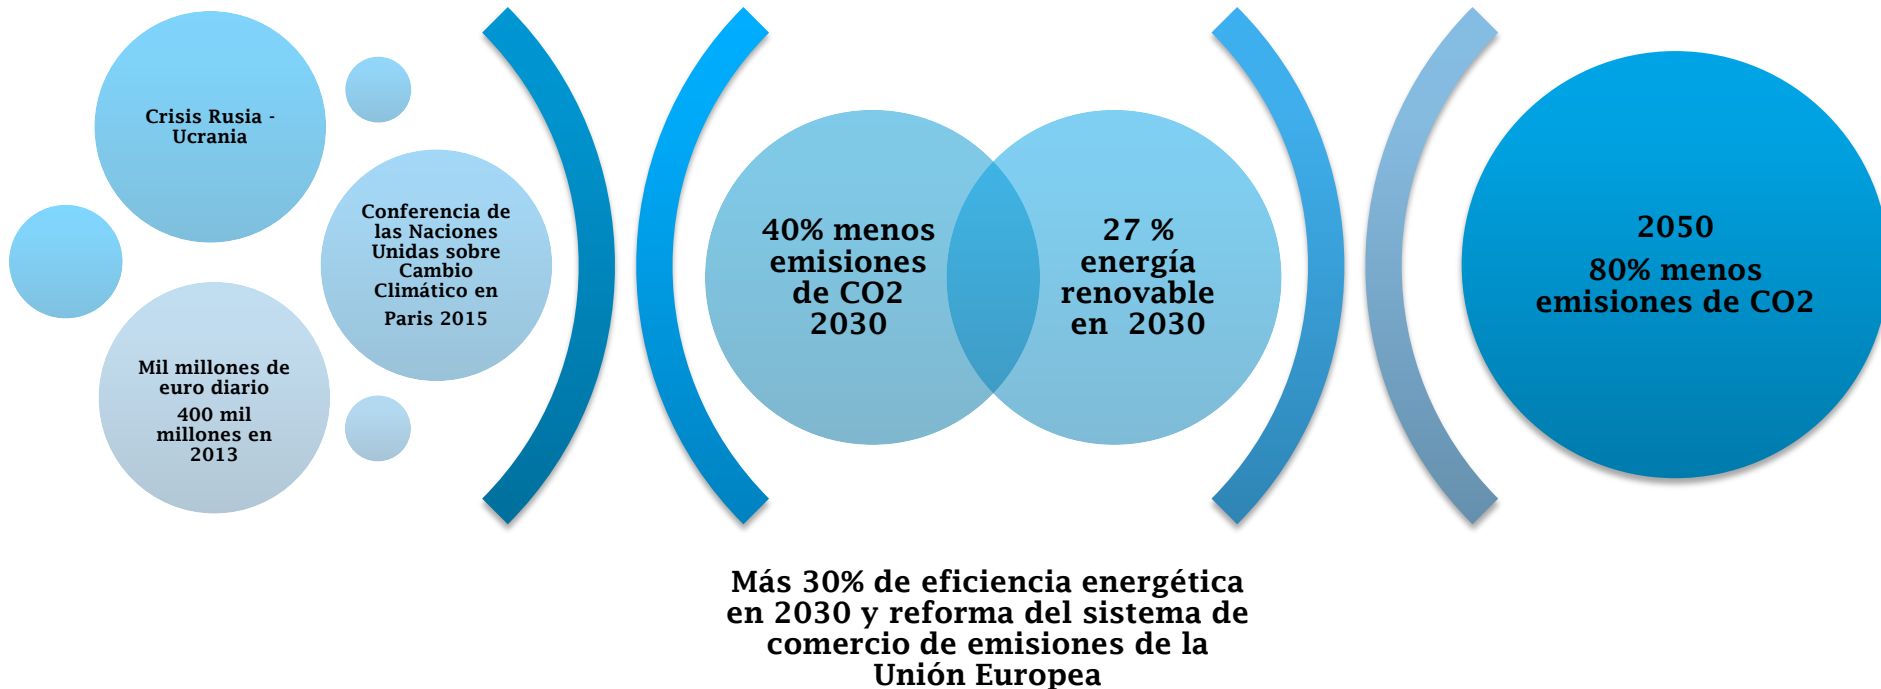 Crisis Rusia -
Ucrania
Conferencia de
las Naciones
Unidas sobre
Cambio
Climático en
Paris 2015
Mil millones de
euro diario
400 mil
millones en
2013
40% menos
emisiones
de CO2
2030
27 %
energía
renovable
en 2030
2050
80% menos
emisiones de CO2
Más 30% de eficiencia energética
en 2030 y reforma del sistema de
comercio de emisiones de la
Unión Europea